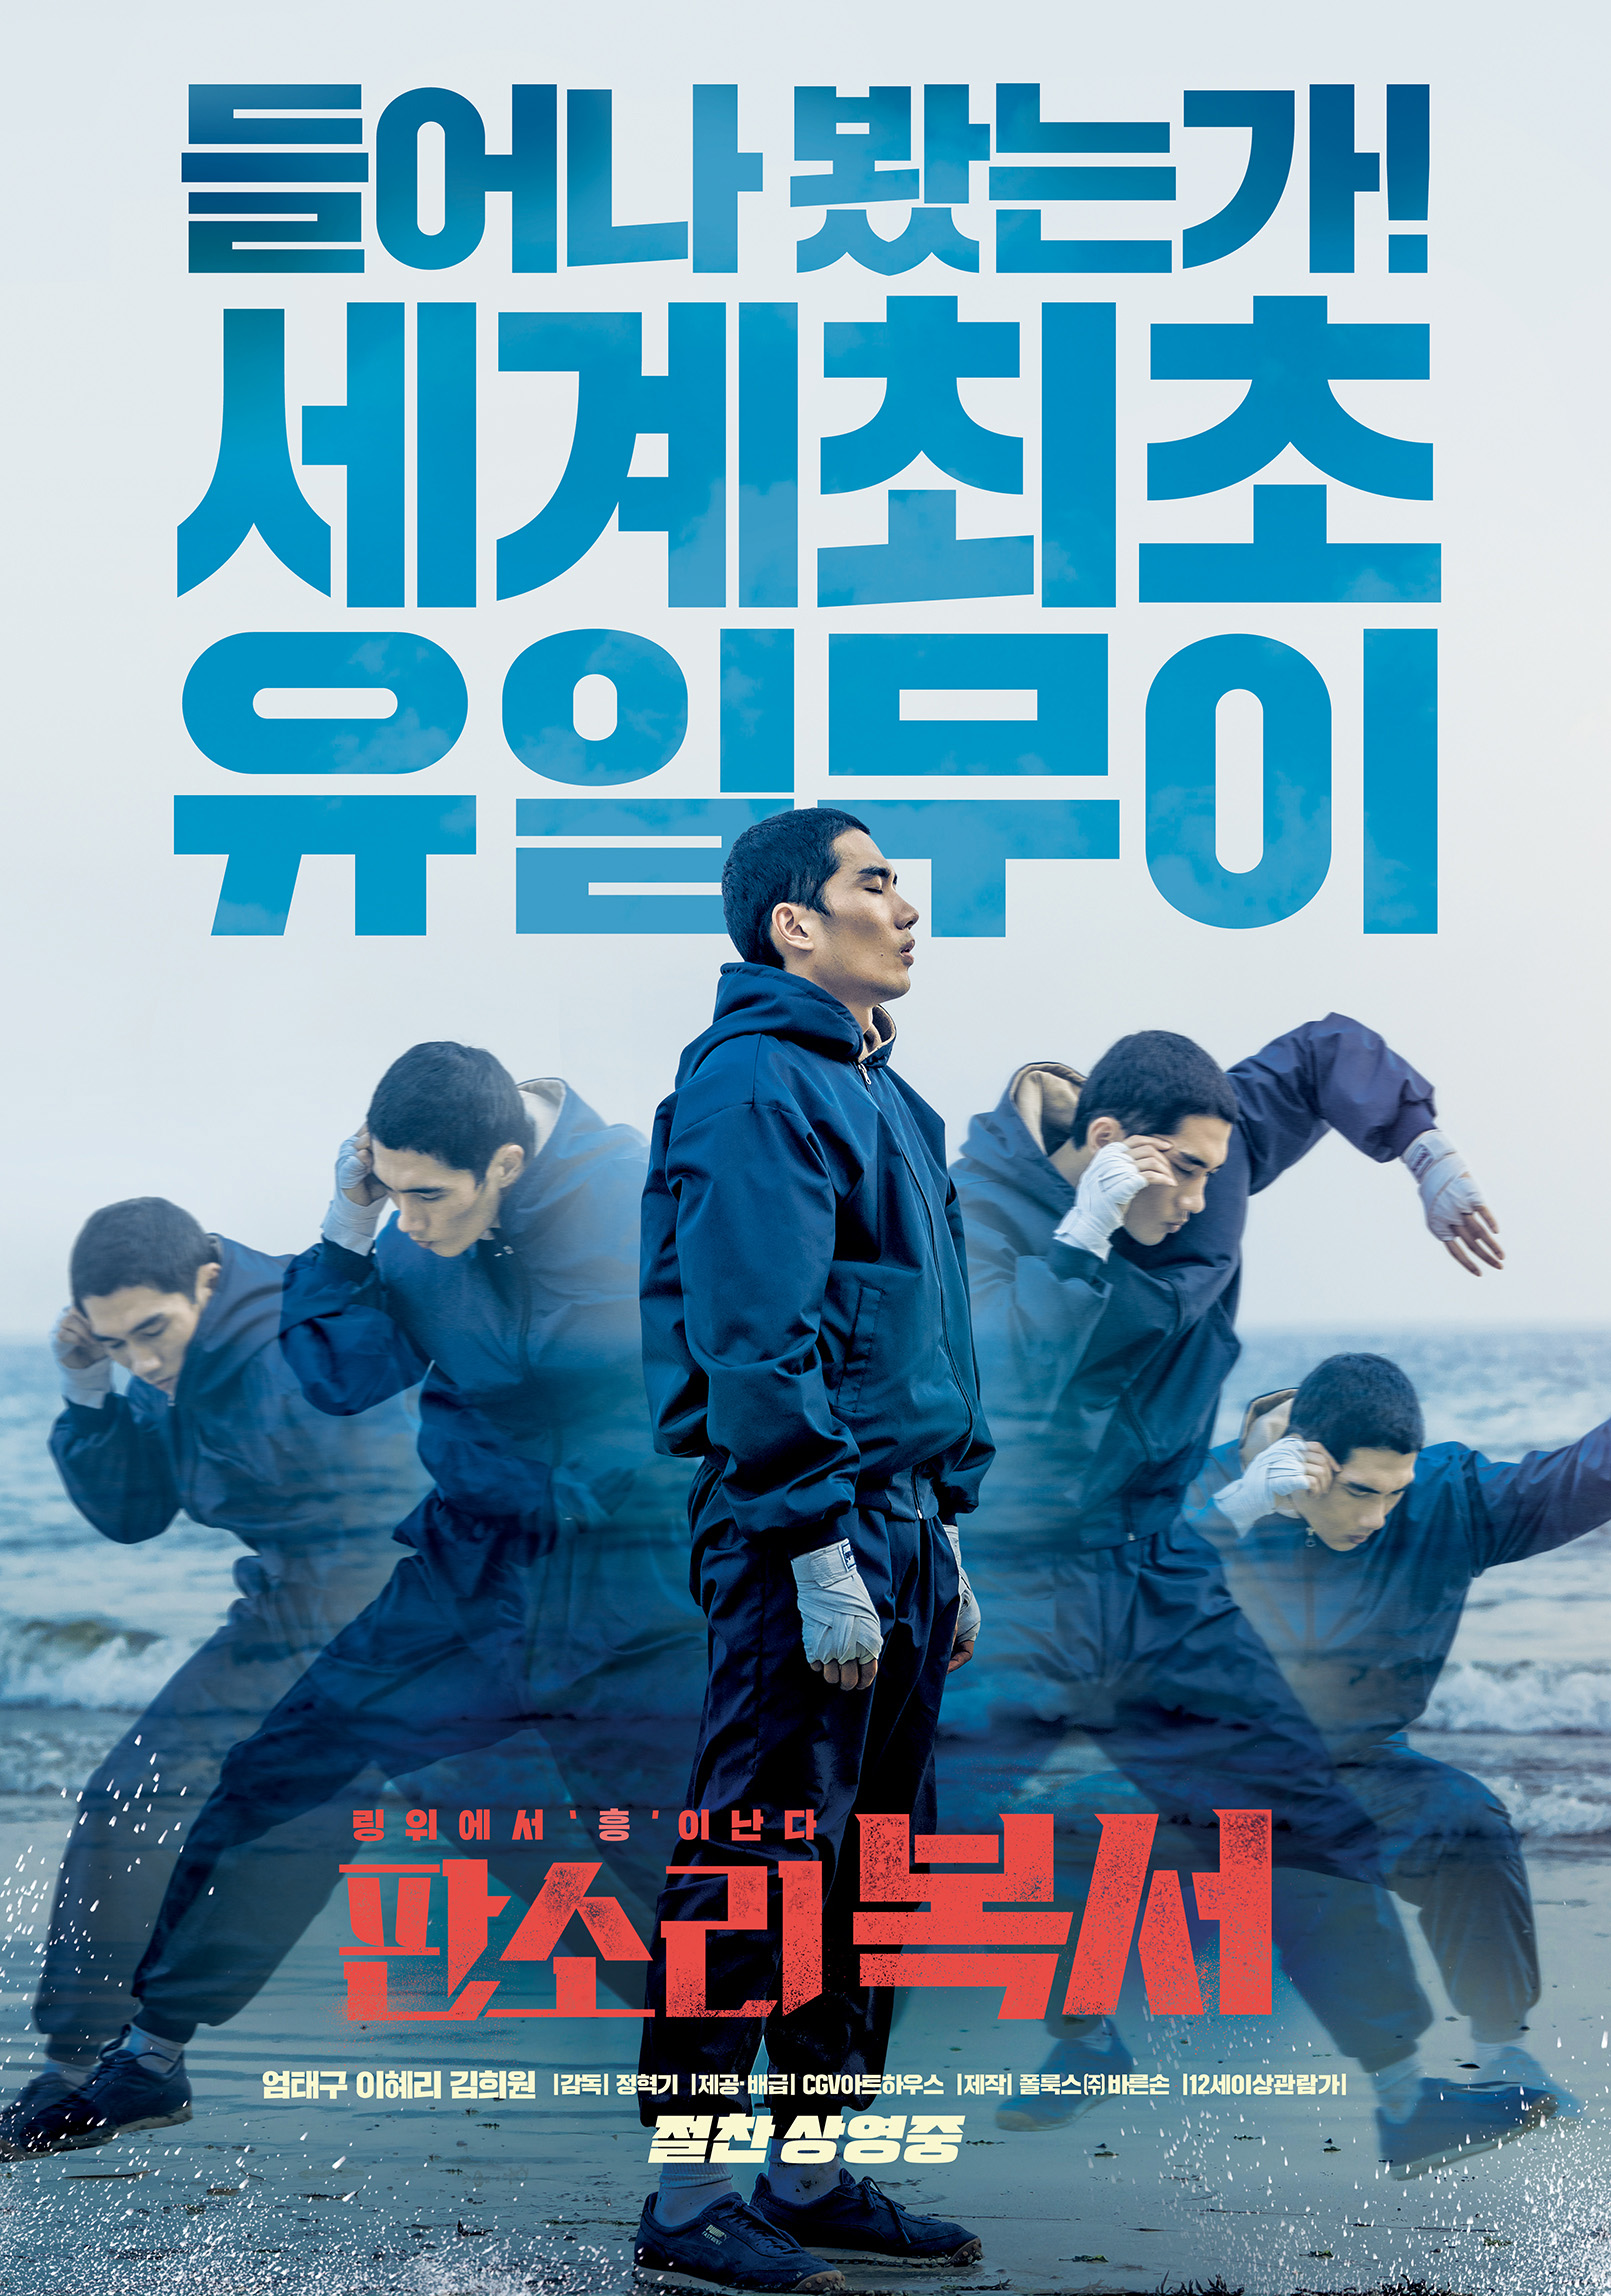 들어나 봤는가!
세계최초
유일무이
링 위에서 '흥'이 난다
판소리 복서
엄태구 이혜리 김희원 |감독| 정혁기 |제공·배급| CGV아트하우스 |제작| 폴룩스㈜바른손 |12세이상관람가|
절찬 상영중